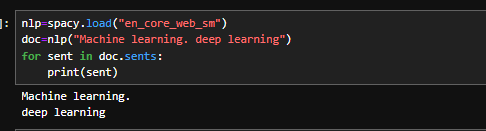 ]:
nlp=spacy.load("en_core_web_sm")
doc=nlp("Machine learning. deep learning")
for sent in doc.sents:
    print(sent)
Machine learning.
deep learning